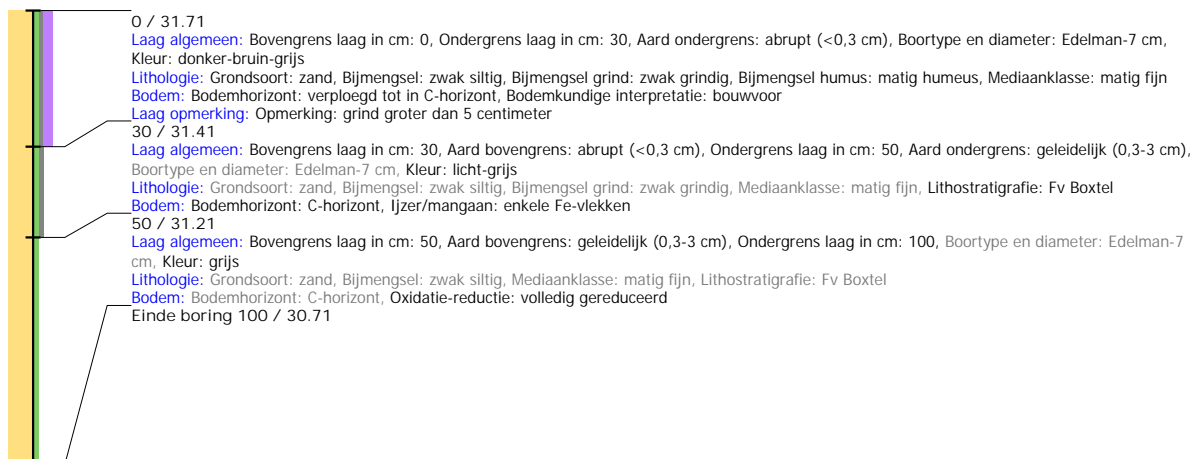 0 / 31.71
Laag algemeen: Bovengrens laag in cm: 0, Ondergrens laag in cm: 30, Aard ondergrens: abrupt (<0,3 cm), Boortype en diameter: Edelman-7 cm,
Kleur: donker-bruin-grijs
Lithologie: Grondsoort: zand, Bijmengsel: zwak siltig, Bijmengsel grind: zwak grindig, Bijmengsel humus: matig humeus, Mediaanklasse: matig fijn
Bodem: Bodemhorizont: verploegd tot in C-horizont, Bodemkundige interpretatie: bouwvoor
Laag opmerking: Opmerking: grind groter dan 5 centimeter
30 / 31.41
Laag algemeen: Bovengrens laag in cm: 30, Aard bovengrens: abrupt (<0,3 cm), Ondergrens laag in cm: 50, Aard ondergrens: geleidelijk (0,3-3 cm),
Boortype en diameter: Edelman-7 cm, Kleur: licht-grijs
Lithologie: Grondsoort: zand, Bijmengsel: zwak siltig, Bijmengsel grind: zwak grindig, Mediaanklasse: matig fijn, Lithostratigrafie: Fv Boxtel
Bodem: Bodemhorizont: C-horizont, Ijzer/mangaan: enkele Fe-vlekken
50 / 31.21
Laag algemeen: Bovengrens laag in cm: 50, Aard bovengrens: geleidelijk (0,3-3 cm), Ondergrens laag in cm: 100, Boortype en diameter: Edelman-7
cm, Kleur: grijs
Lithologie: Grondsoort: zand, Bijmengsel: zwak siltig, Mediaanklasse: matig fijn, Lithostratigrafie: Fv Boxtel
Bodem: Bodemhorizont: C-horizont, Oxidatie-reductie: volledig gereduceerd
Einde boring 100 / 30.71